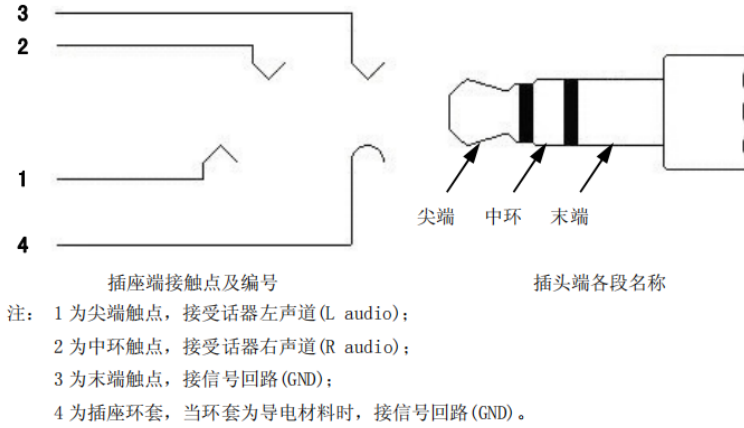 3
2
1
4
尖端 中环 末端
插座端接触点及编号
插头端各段名称
注: 1 为尖端触点，接受话器左声道(L audio);
2 为中环触点，接受话器右声道(R audio);
3 为末端触点，接信号回路(GND);
4 为插座环套，当环套为导电材料时，接信号回路(GND)。